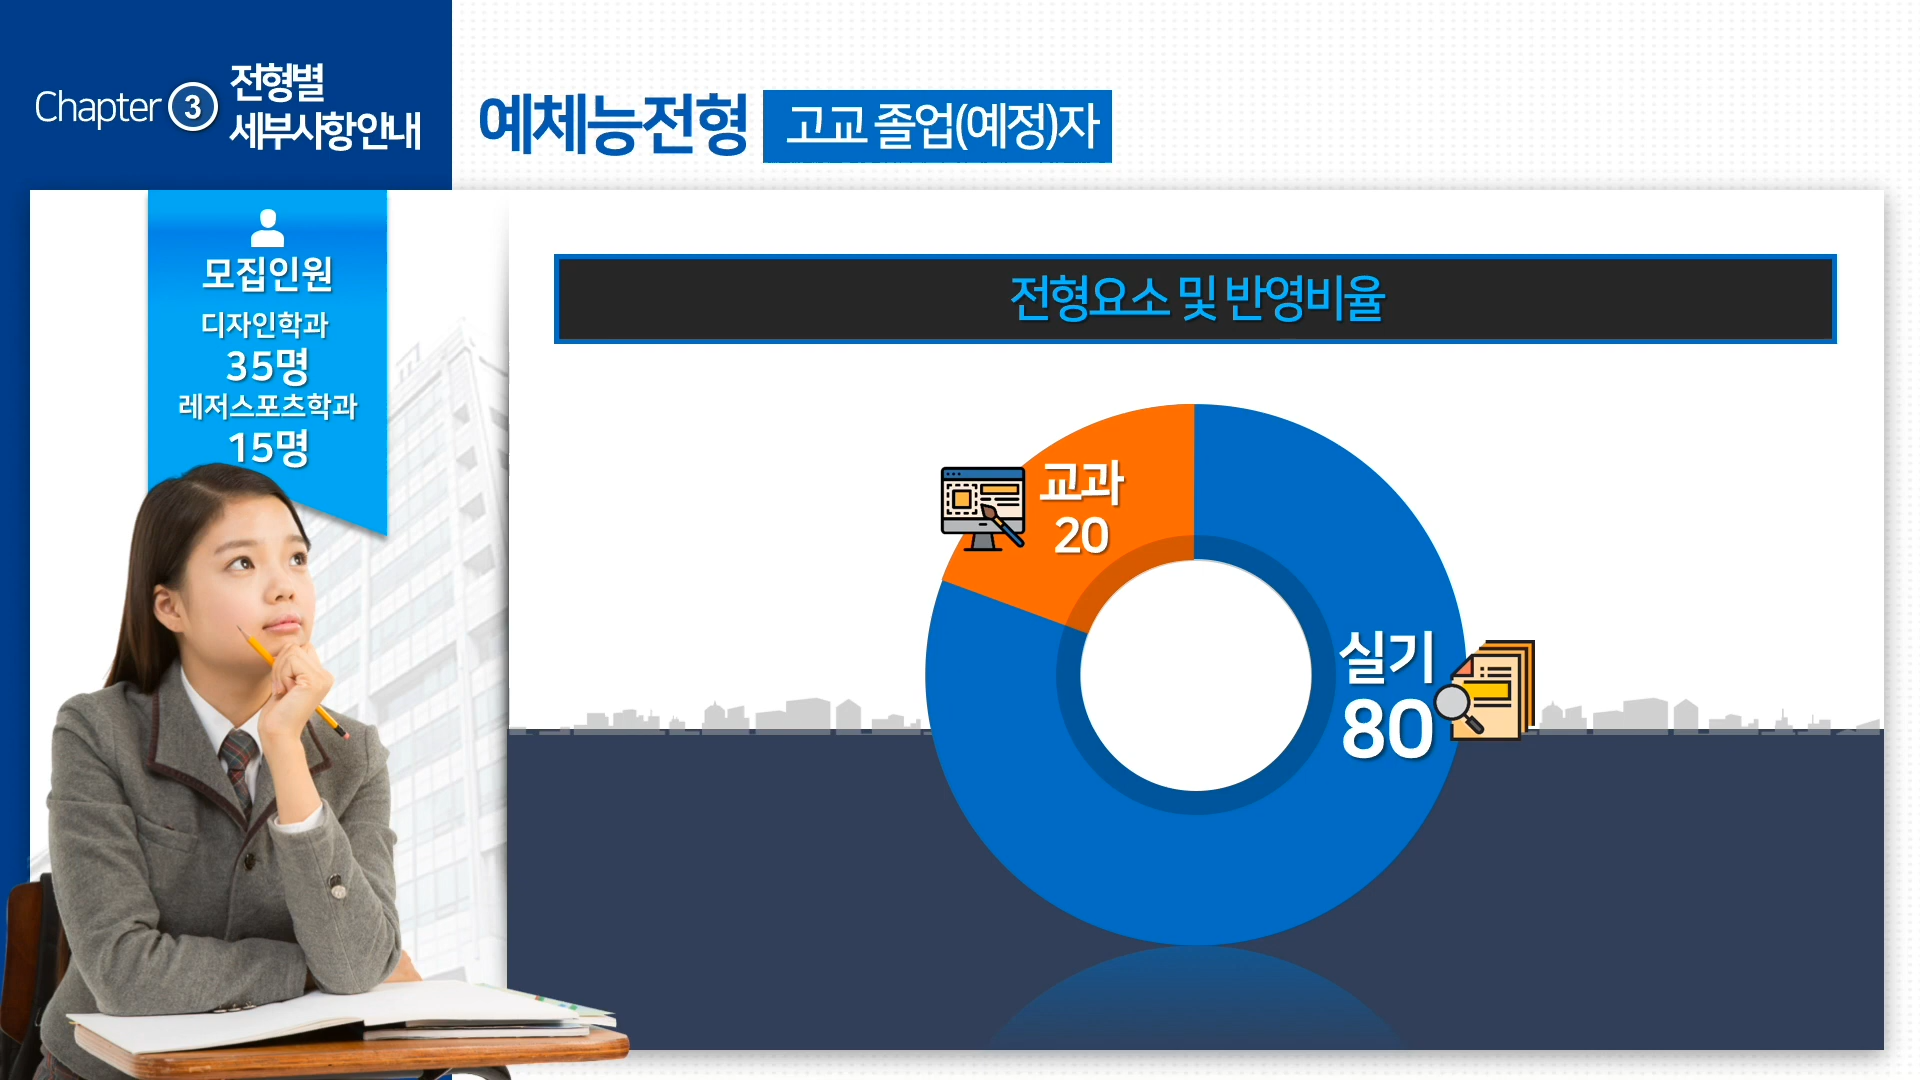 Chapter 3 전형별
세부사항안내
예체능전형 고교 졸업(예정)자
모집인원
디자인학과
35명
레저스포츠학과
15명
전형요소 및 반영비율
교과
20
실기
80